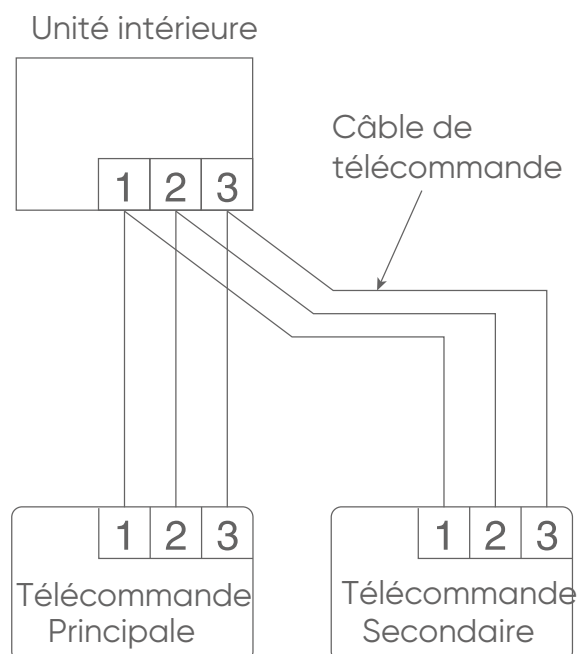 Unité intérieure
Câble de
télécommande
1 2 3
1 2 3
1 2 3
Télécommande
Principale
Télécommande
Secondaire